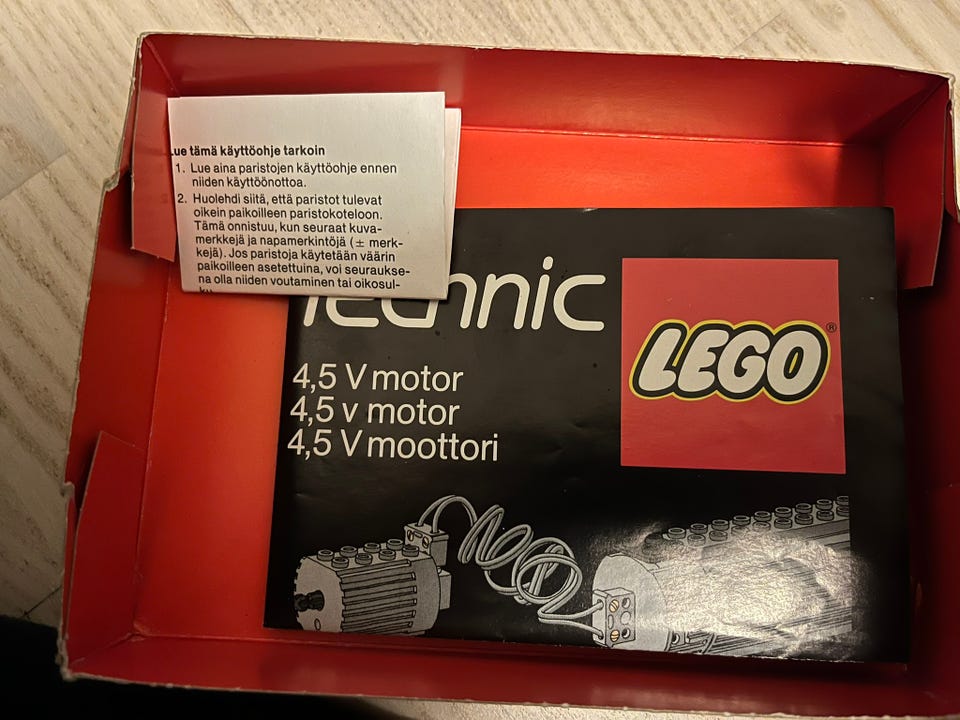 Lue tämä käyttöohje tarkoin
1. Lue aina paristojen käyttöohje ennen
niiden käyttöönottoa.
2. Huolehdi siitä, että paristot tulevat
oikein paikoilleen paristokoteloon.
Tämä onnistuu, kun seuraat kuva-
merkkejä ja napamerkintöjä (± merk-
kejä). Jos paristoja käytetään väärin
paikoilleen asetettuina, voi seuraukse-
na olla niiden voutaminen tai oikosul-
technic
LEGO®
4,5 V motor
4,5 v motor
4,5 V moottori